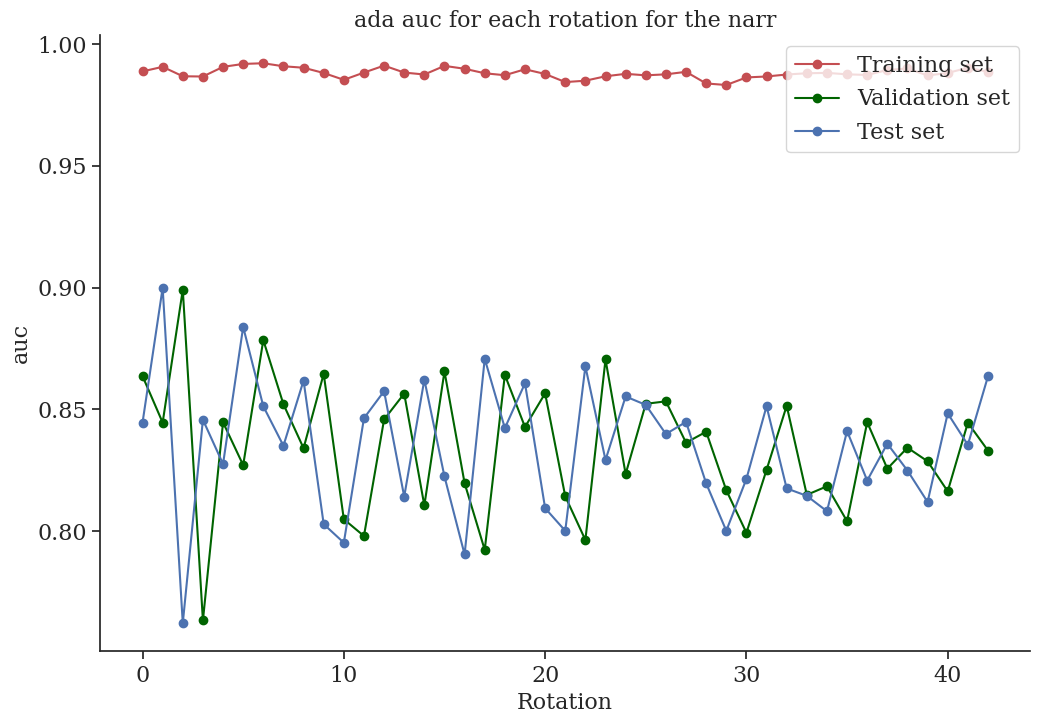 ada auc for each rotation for the narr
1.00
0.95
0.90
0.85
0.80
auc
Training set
Validation set
Test set
0 10 20 30 40
Rotation